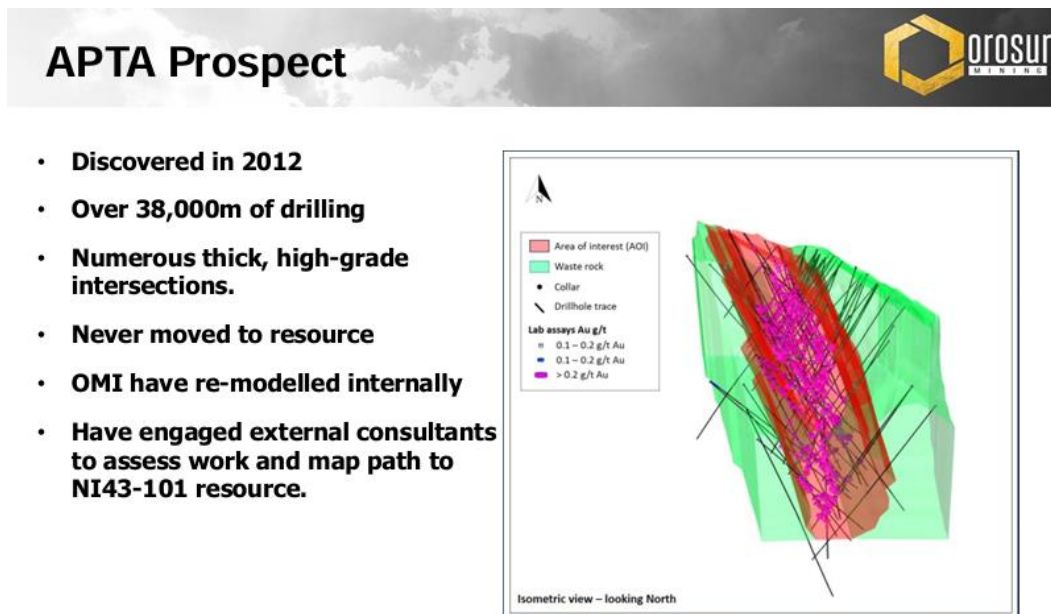 APTA Prospect
orosur
MINING
• Discovered in 2012
• Over 38,000m of drilling
• Numerous thick, high-grade
intersections.
• Never moved to resource
• OMI have re-modelled internally
• Have engaged external consultants
to assess work and map path to
NI43-101 resource.
N
Area of interest (AOI)
Waste rock
Collar
Drillhole trace
Lab assays Au g/t
0.1 – 0.2 g/t Au
0.1 – 0.2 g/t Au
> 0.2 g/t Au
Isometric view – looking North